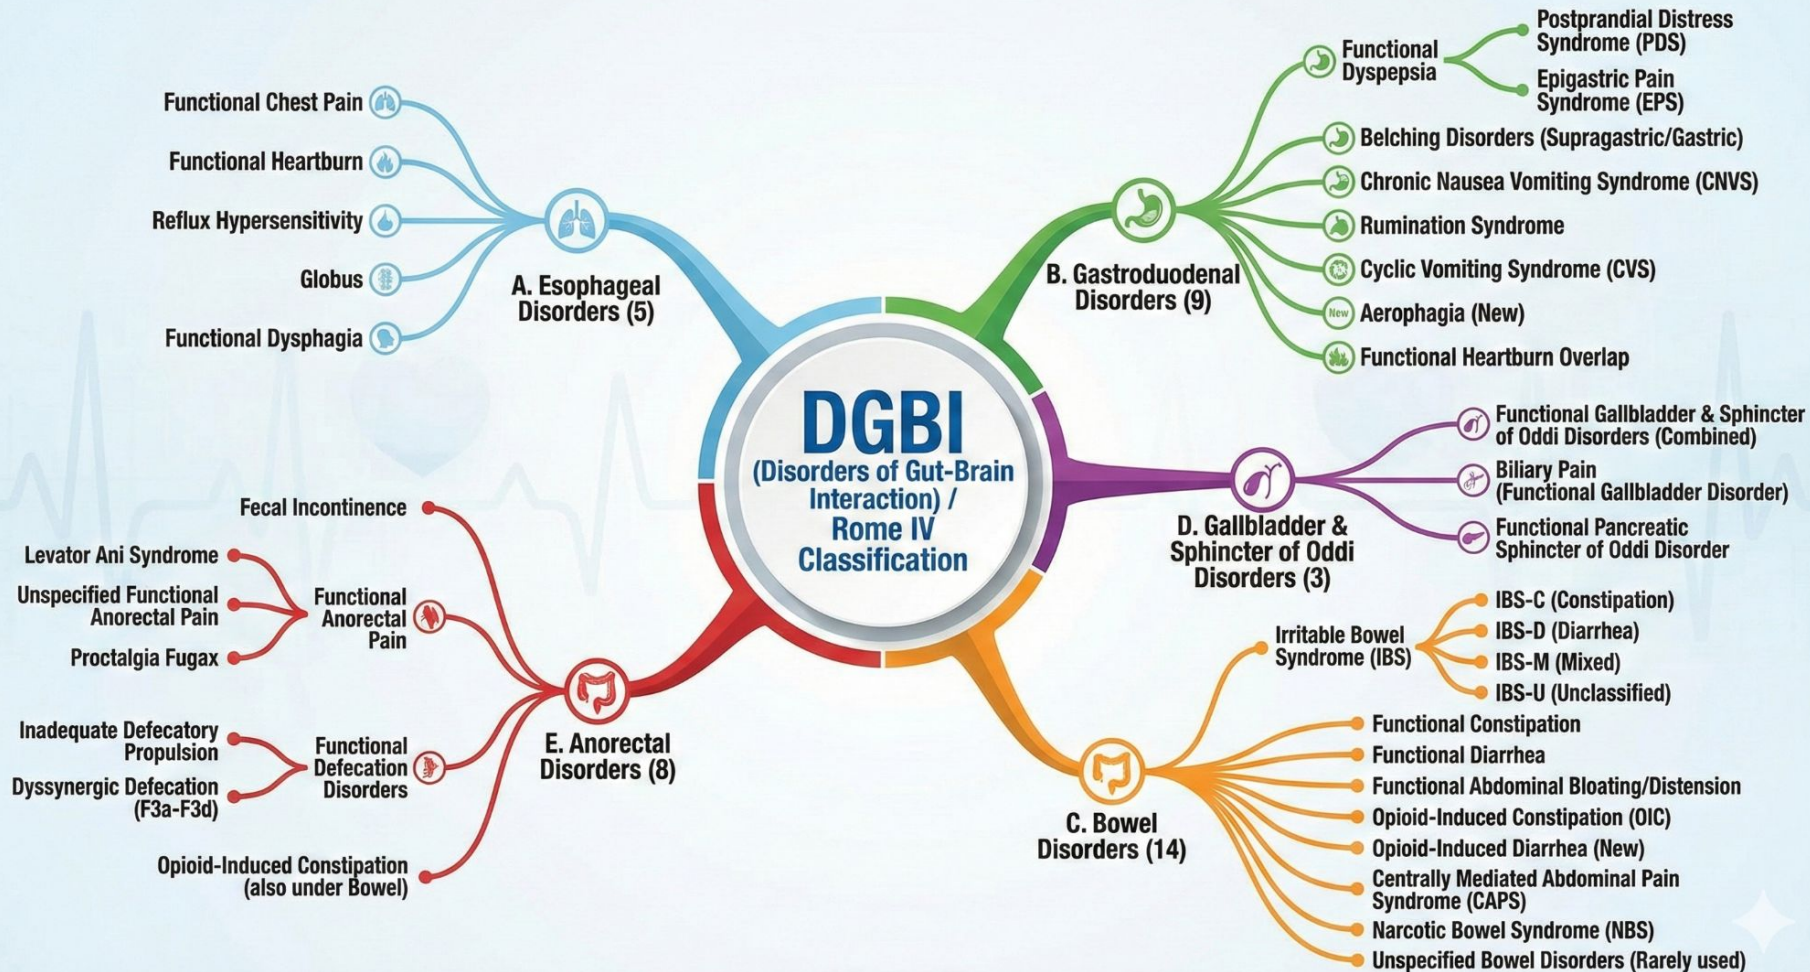 DGBI
(Disorders of Gut-Brain
Interaction) /
Rome IV
Classification
A. Esophageal
Disorders (5)
Functional Chest Pain
Functional Heartburn
Reflux Hypersensitivity
Globus
Functional Dysphagia
B. Gastroduodenal
Disorders (9)
Functional
Dyspepsia
Postprandial Distress
Syndrome (PDS)
Epigastric Pain
Syndrome (EPS)
Belching Disorders (Supragastric/Gastric)
Chronic Nausea Vomiting Syndrome (CNVS)
Rumination Syndrome
Cyclic Vomiting Syndrome (CVS)
New
Aerophagia (New)
Functional Heartburn Overlap
D. Gallbladder &
Sphincter of Oddi
Disorders (3)
Functional Gallbladder & Sphincter
of Oddi Disorders (Combined)
Biliary Pain
(Functional Gallbladder Disorder)
Functional Pancreatic
Sphincter of Oddi Disorder
C. Bowel
Disorders (14)
Irritable Bowel
Syndrome (IBS)
IBS-C (Constipation)
IBS-D (Diarrhea)
IBS-M (Mixed)
IBS-U (Unclassified)
Functional Constipation
Functional Diarrhea
Functional Abdominal Bloating/Distension
Opioid-Induced Constipation (OIC)
Opioid-Induced Diarrhea (New)
Centrally Mediated Abdominal Pain
Syndrome (CAPS)
Narcotic Bowel Syndrome (NBS)
Unspecified Bowel Disorders (Rarely used)
E. Anorectal
Disorders (8)
Fecal Incontinence
Functional
Anorectal
Pain
Levator Ani Syndrome
Unspecified Functional
Anorectal Pain
Proctalgia Fugax
Functional
Defecation
Disorders
Inadequate Defecatory
Propulsion
Dyssynergic Defecation
(F3a-F3d)
Opioid-Induced Constipation
(also under Bowel)